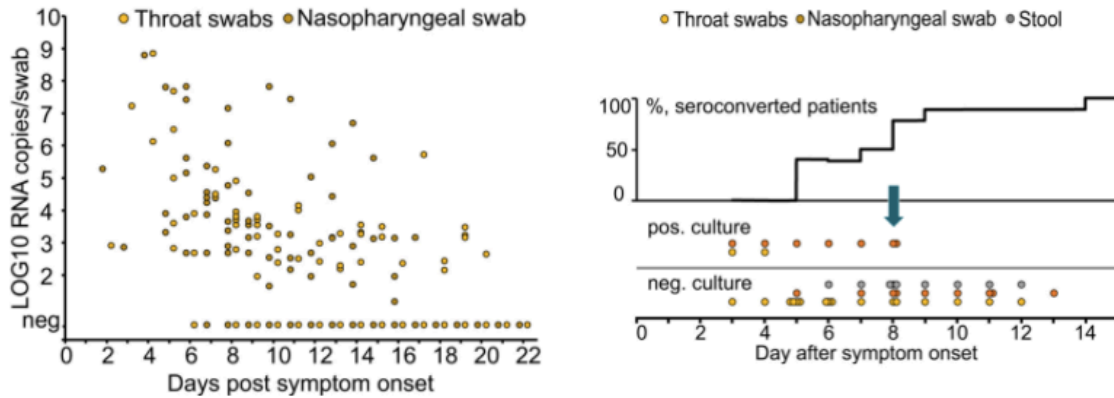 Throat swabs Nasopharyngeal swab
LOG10 RNA copies/swab
10
9
8
7
6
5
4
3
2
neg
0 2 4 6 8 10 12 14 16 18 20 22
Days post symptom onset
Throat swabs Nasopharyngeal swab Stool
100 %, seroconverted patients
50
0
pos. culture
neg. culture
0 2 4 6 8 10 12 14
Day after symptom onset